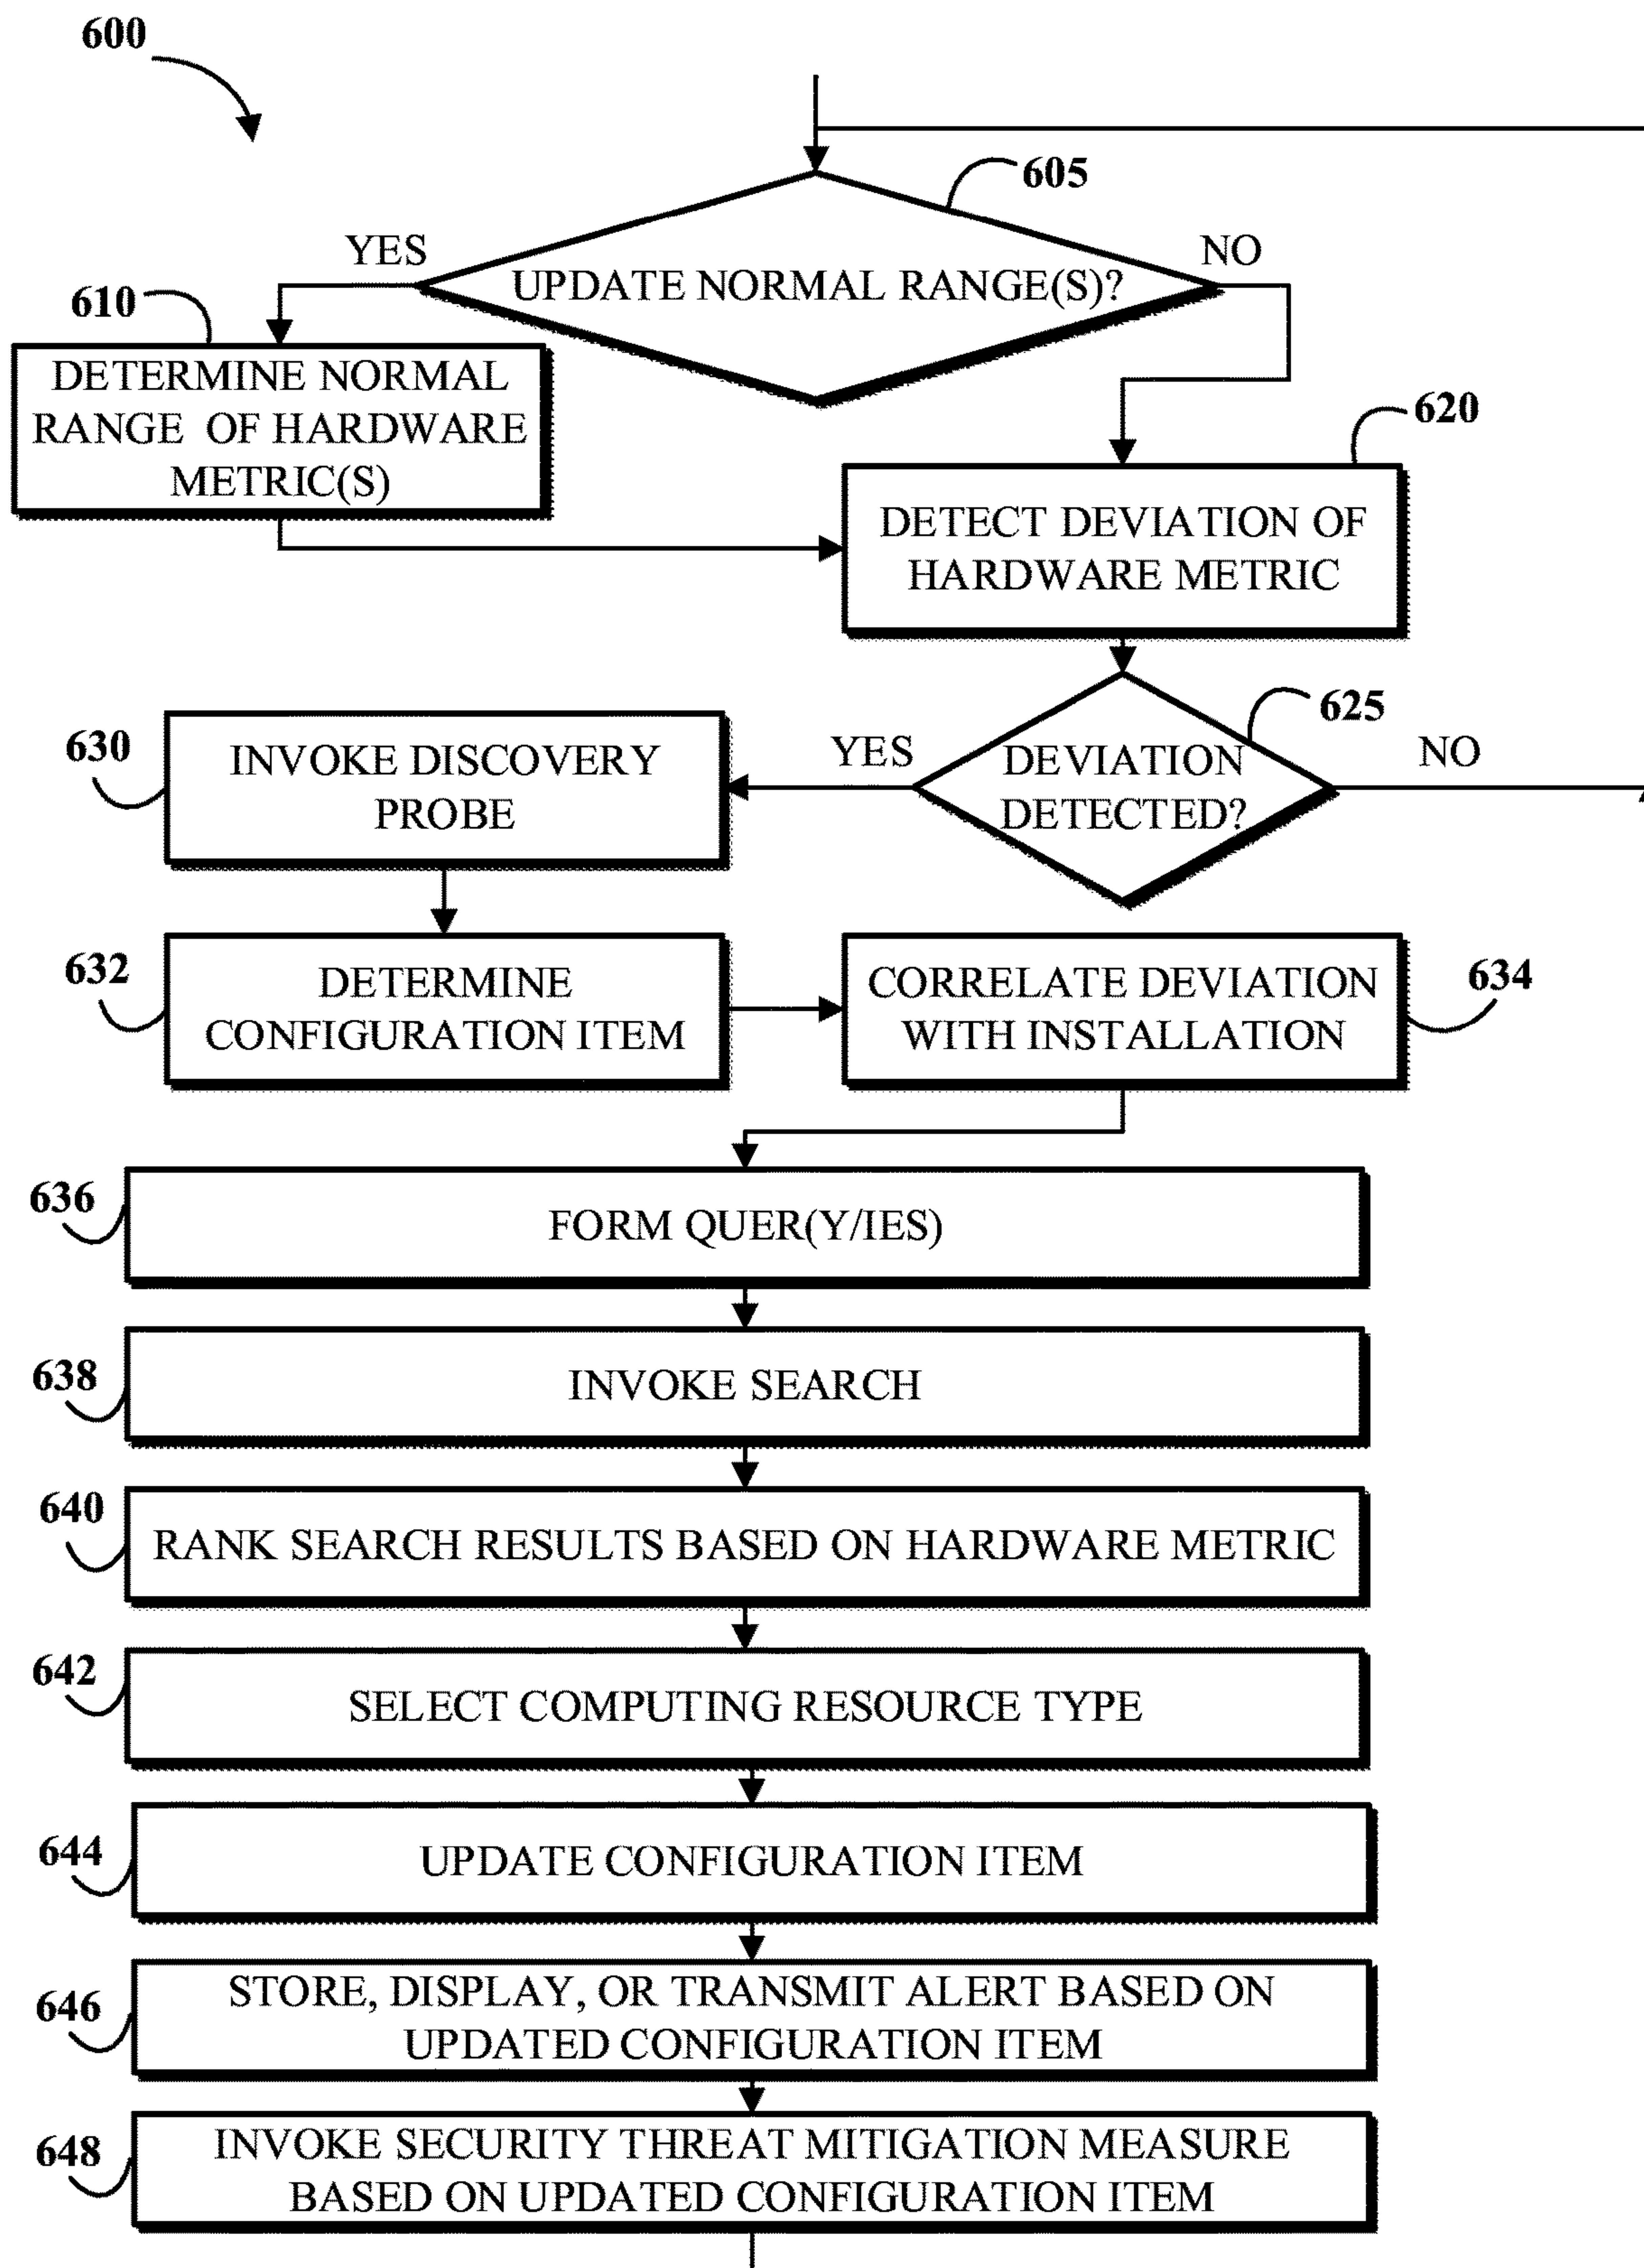 600
605
YES
NO
UPDATE NORMAL RANGE(S)?
610
DETERMINE NORMAL
RANGE OF HARDWARE
METRIC(S)
620
DETECT DEVIATION OF
HARDWARE METRIC
625
630
INVOKE DISCOVERY
PROBE
YES
DEVIATION
DETECTED?
NO
632
DETERMINE
CONFIGURATION ITEM
CORRELATE DEVIATION
WITH INSTALLATION
634
636
FORM QUER(Y/IES)
638
INVOKE SEARCH
640
RANK SEARCH RESULTS BASED ON HARDWARE METRIC
642
SELECT COMPUTING RESOURCE TYPE
644
UPDATE CONFIGURATION ITEM
646
STORE, DISPLAY, OR TRANSMIT ALERT BASED ON
UPDATED CONFIGURATION ITEM
648
INVOKE SECURITY THREAT MITIGATION MEASURE
BASED ON UPDATED CONFIGURATION ITEM